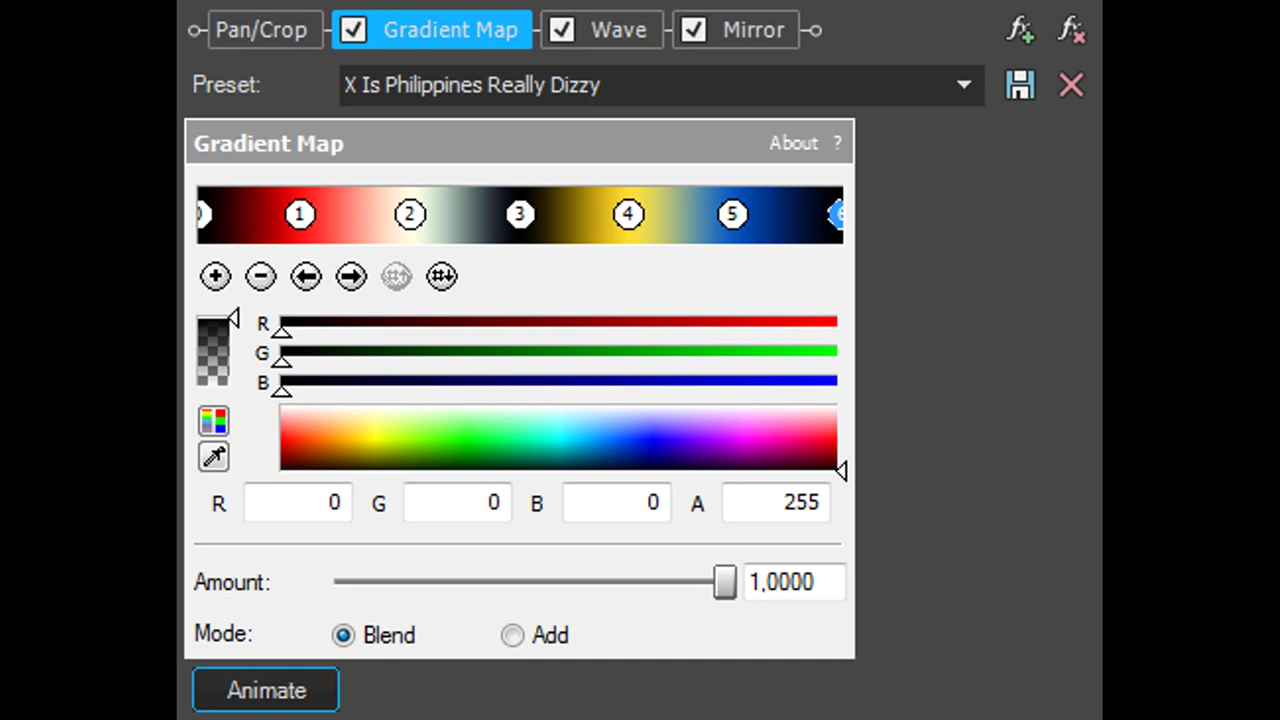 Pan/Crop Gradient Map Wave Mirror
Preset: X Is Philippines Really Dizzy
Gradient Map About ?
1 2 3 4 5
R
G
B
R 0 G 0 B 0 A 255
Amount: 1,0000
Mode: Blend Add
Animate